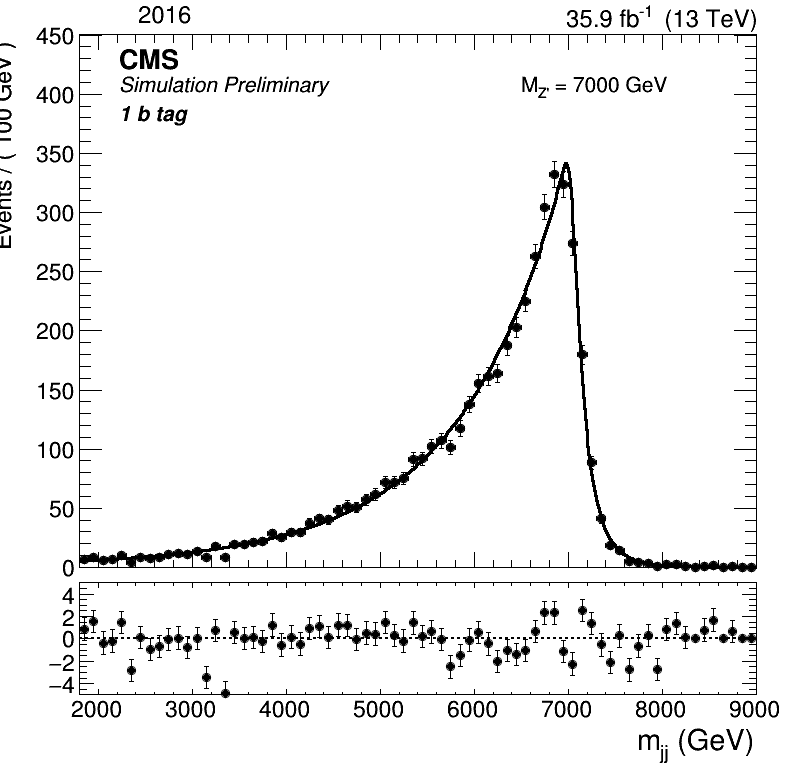 2016
35.9 fb⁻¹ (13 TeV)
Events / ( 100 GeV )
CMS
Simulation Preliminary
1 b tag
M_Z' = 7000 GeV
450
400
350
300
250
200
150
100
50
0
4
2
0
−2
−4
2000 3000 4000 5000 6000 7000 8000 9000
m_jj (GeV)